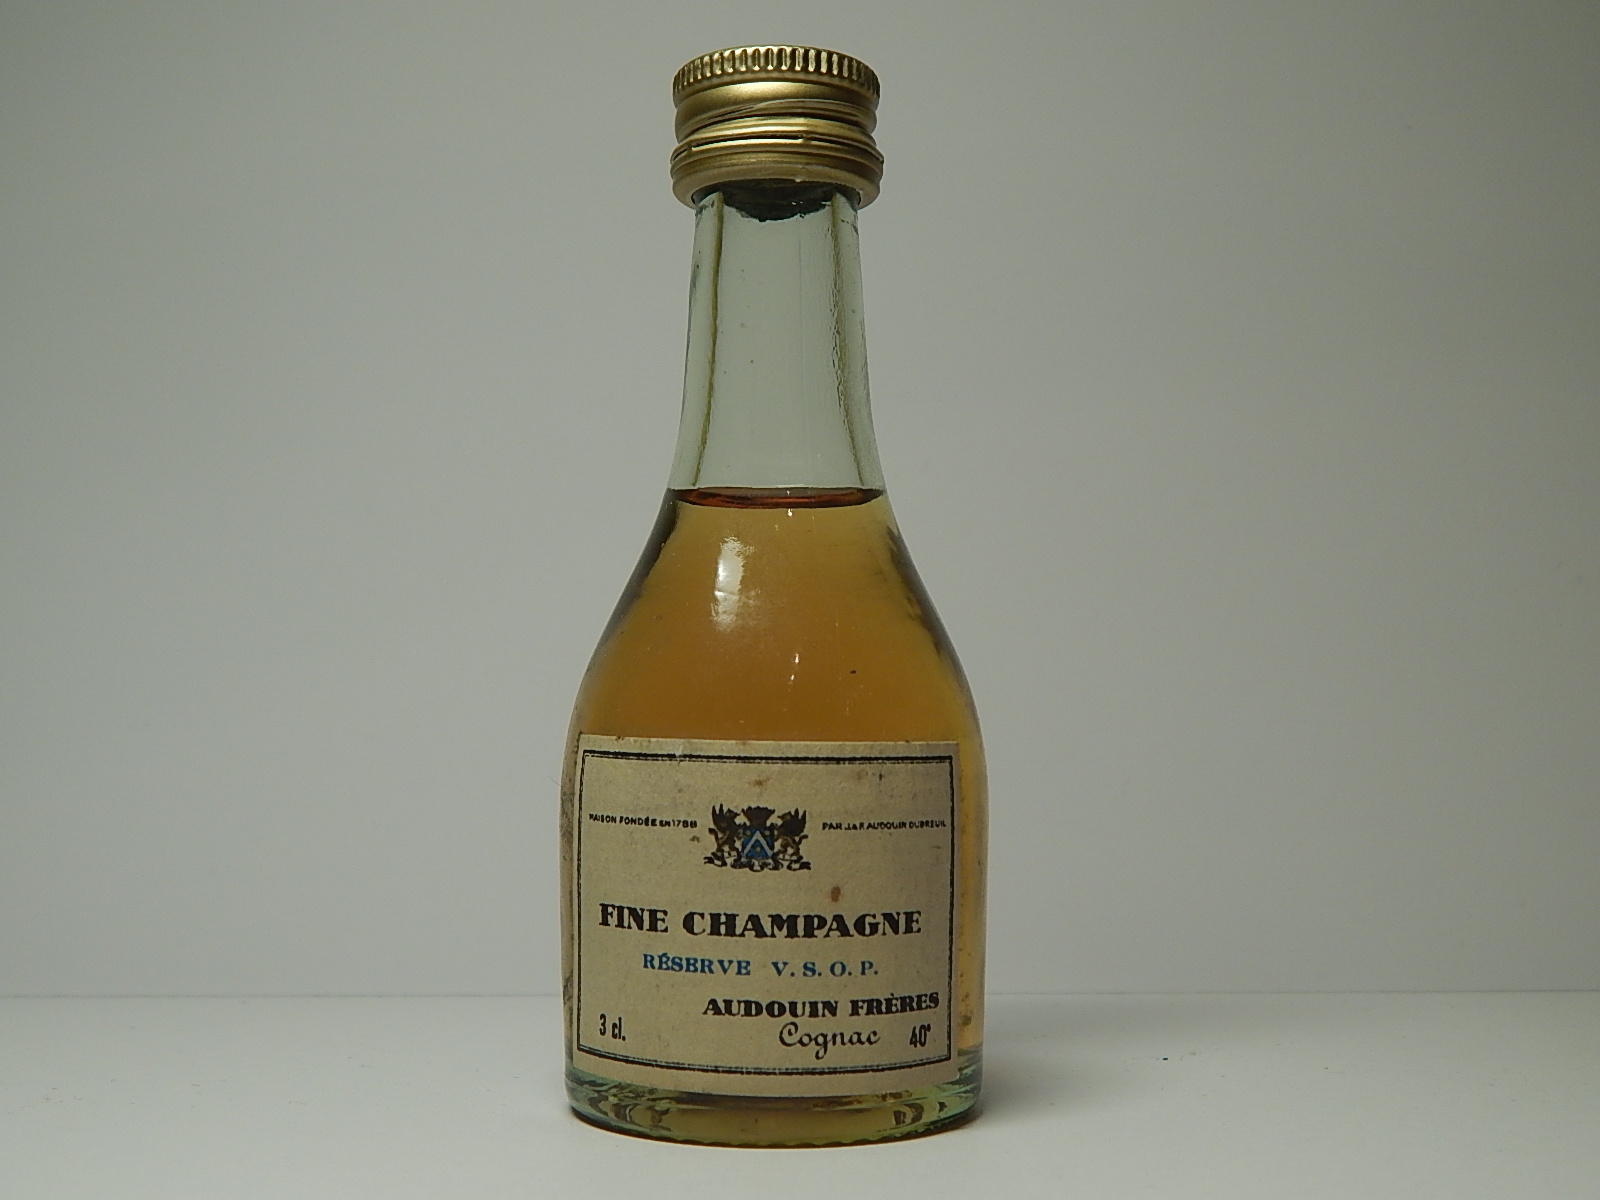 MAISON FONDÉE EN 1788 PAR J.& F. AUDOUIN DUBREUIL
FINE CHAMPAGNE
RÉSERVE V.S.O.P.
AUDOUIN FRÈRES
3 cl. Cognac 40°